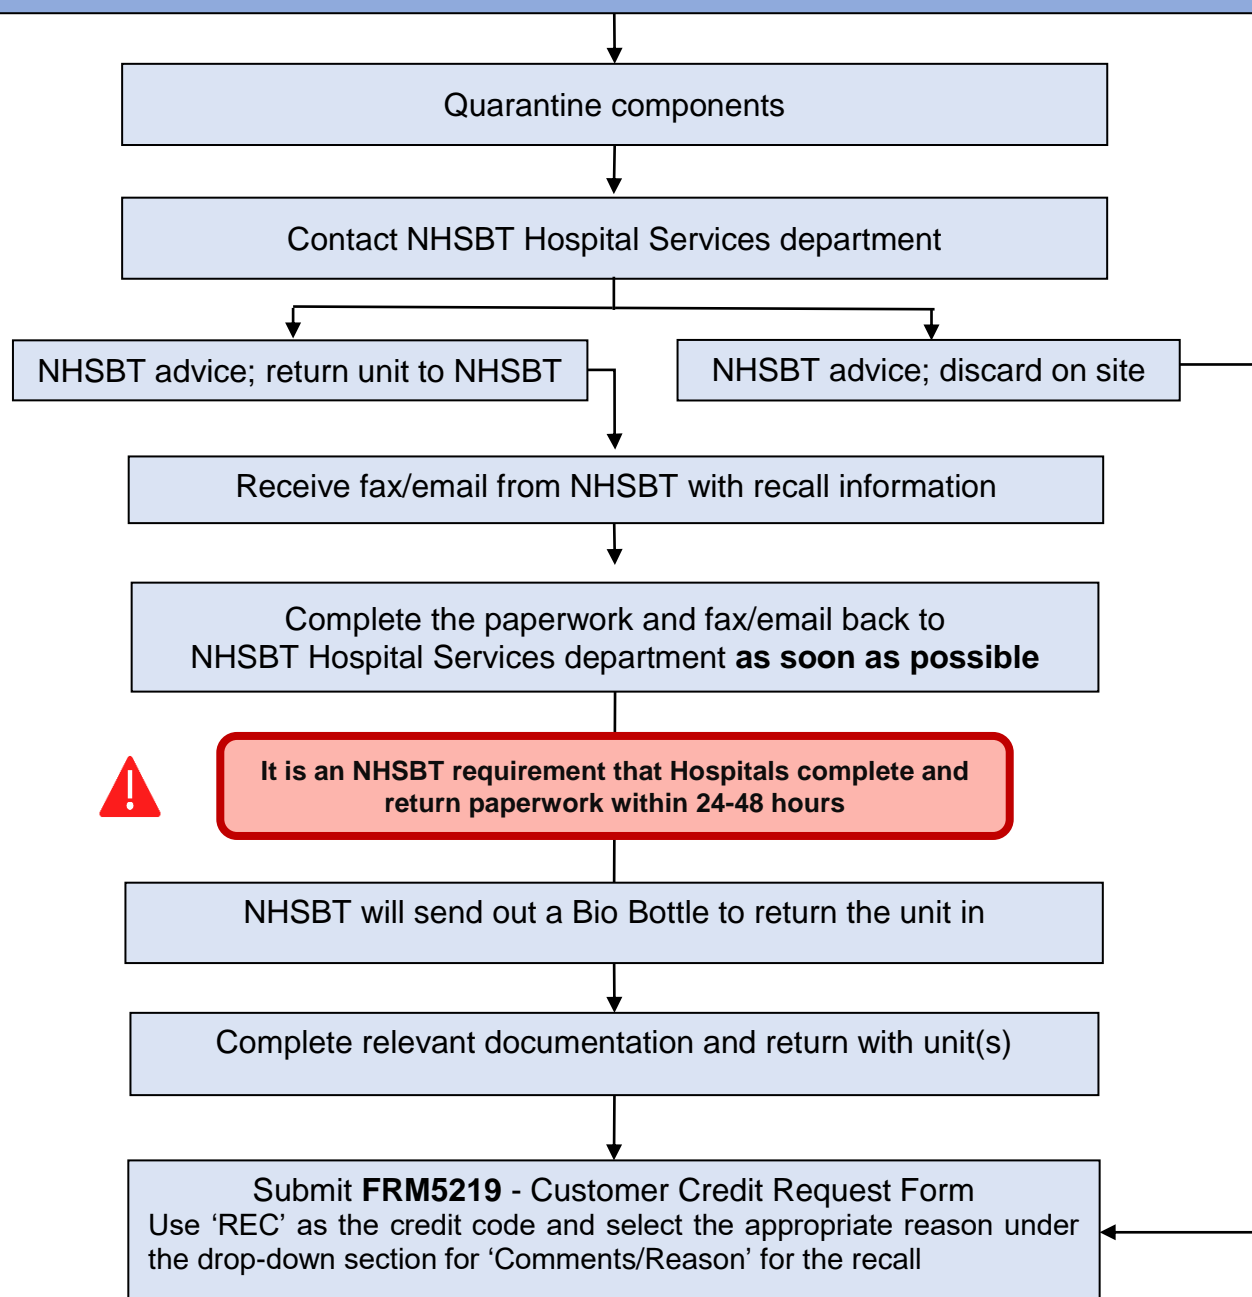 Quarantine components
Contact NHSBT Hospital Services department
NHSBT advice; return unit to NHSBT
NHSBT advice; discard on site
Receive fax/email from NHSBT with recall information
Complete the paperwork and fax/email back to
NHSBT Hospital Services department as soon as possible
It is an NHSBT requirement that Hospitals complete and
return paperwork within 24-48 hours
NHSBT will send out a Bio Bottle to return the unit in
Complete relevant documentation and return with unit(s)
Submit FRM5219 - Customer Credit Request Form
Use ‘REC’ as the credit code and select the appropriate reason under
the drop-down section for ‘Comments/Reason’ for the recall